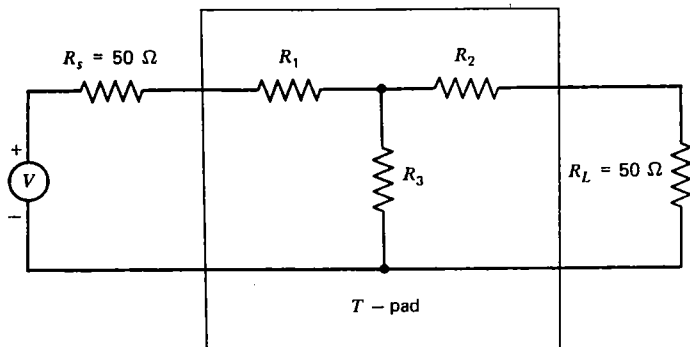 R_s = 50 Ω
R_1
R_2
+
V
−
R_3
R_L = 50 Ω
T – pad